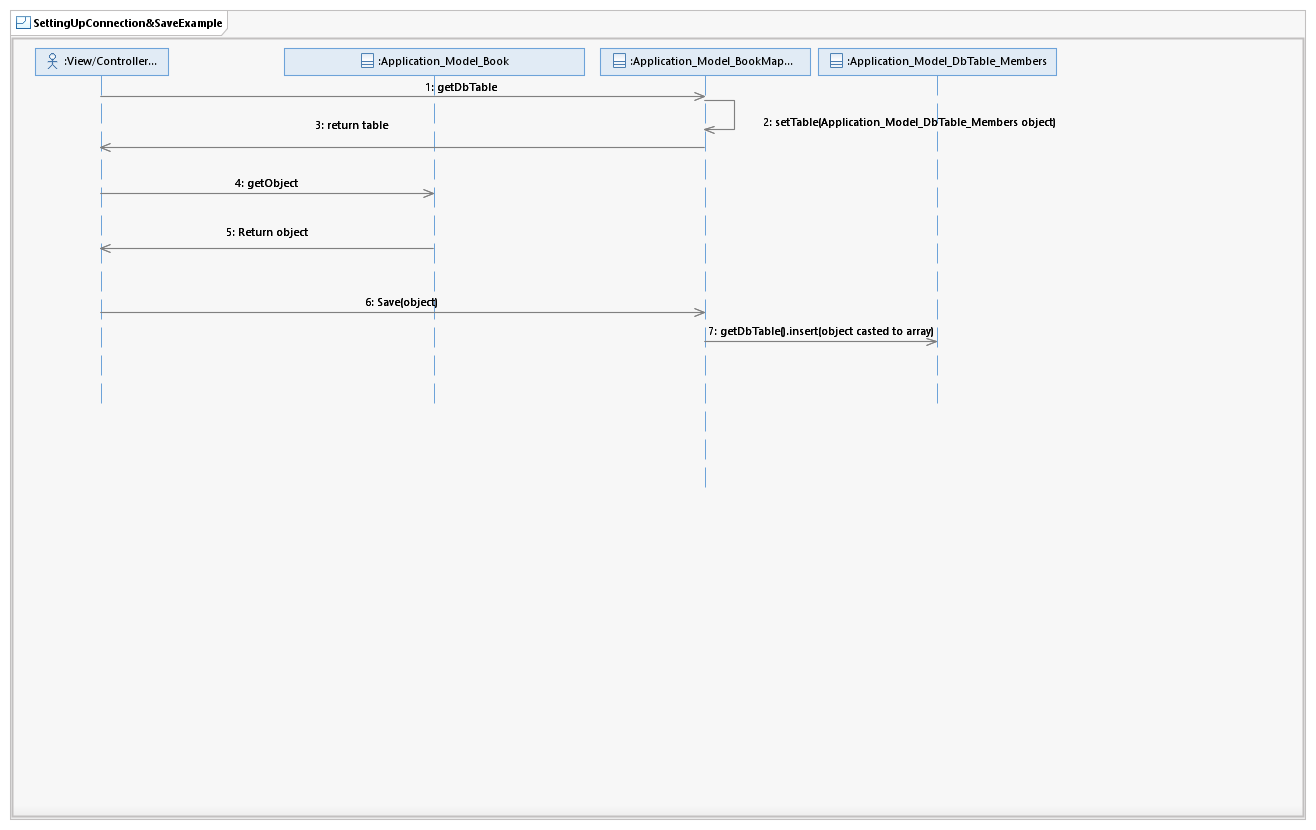 SettingUpConnection&SaveExample
:View/Controller...
:Application_Model_Book
:Application_Model_BookMap...
:Application_Model_DbTable_Members
1: getDbTable
2: setTable(Application_Model_DbTable_Members object)
3: return table
4: getObject
5: Return object
6: Save(object)
7: getDbTable().insert(object casted to array)